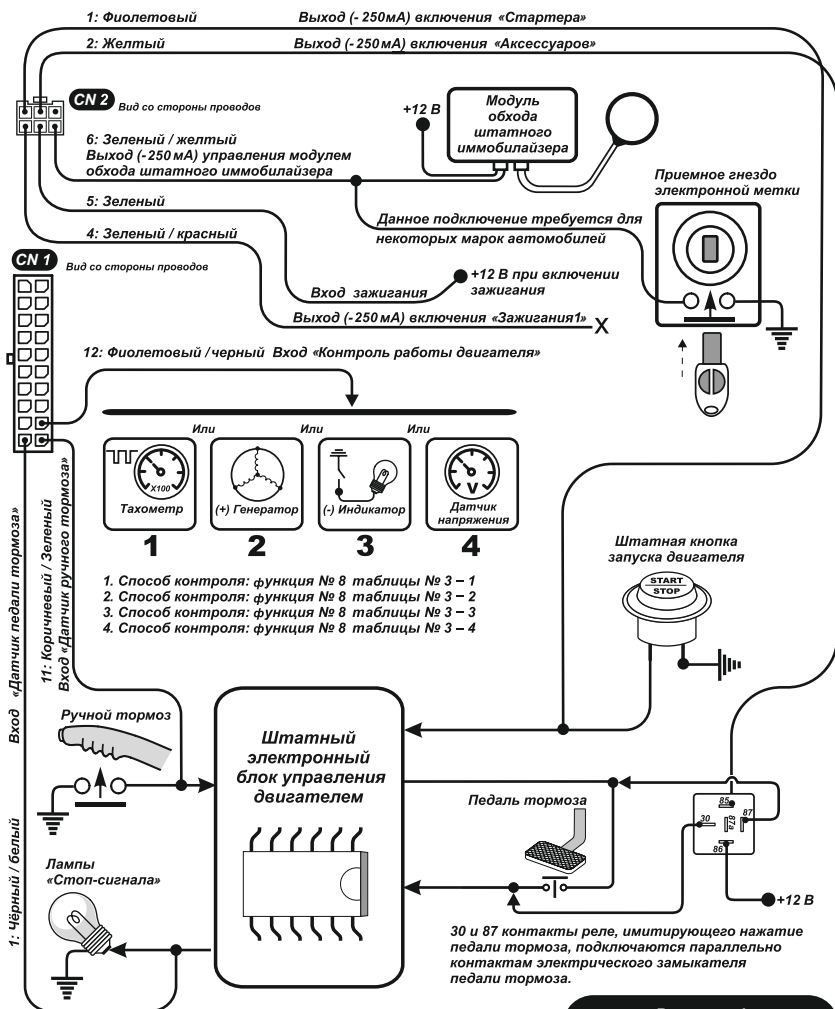 1: Фиолетовый Выход (- 250мА) включения «Стартера»
2: Желтый Выход (- 250мА) включения «Аксессуаров»
CN 2 Вид со стороны проводов
+12 В
Модуль
обхода
штатного
иммобилайзера
6: Зеленый / желтый
Выход (- 250 мА) управления модулем
обхода штатного иммобилайзера
Приемное гнездо
электронной метки
5: Зеленый
Данное подключение требуется для
некоторых марок автомобилей
4: Зеленый / красный
CN 1 Вид со стороны проводов
Вход зажигания
+12 В при включении
зажигания
Выход (- 250 мА) включения «Зажигания1» X
12: Фиолетовый / черный Вход «Контроль работы двигателя»
Или Или Или
X100
Тахометр
(+) Генератор
(-) Индикатор
V
Датчик
напряжения
1 2 3 4
1. Способ контроля: функция № 8 таблицы № 3 – 1
2. Способ контроля: функция № 8 таблицы № 3 – 2
3. Способ контроля: функция № 8 таблицы № 3 – 3
4. Способ контроля: функция № 8 таблицы № 3 – 4
Штатная кнопка
запуска двигателя
START
STOP
Вход «Датчик педали тормоза»
1: Чёрный / белый
11: Коричневый / Зеленый
Вход «Датчик ручного тормоза»
Ручной тормоз
Штатный
электронный
блок управления
двигателем
Педаль тормоза
85
30
87a
87
86
+12 В
Лампы
«Стоп-сигнала»
30 и 87 контакты реле, имитирующего нажатие
педали тормоза, подключаются параллельно
контактам электрического замыкателя
педали тормоза.